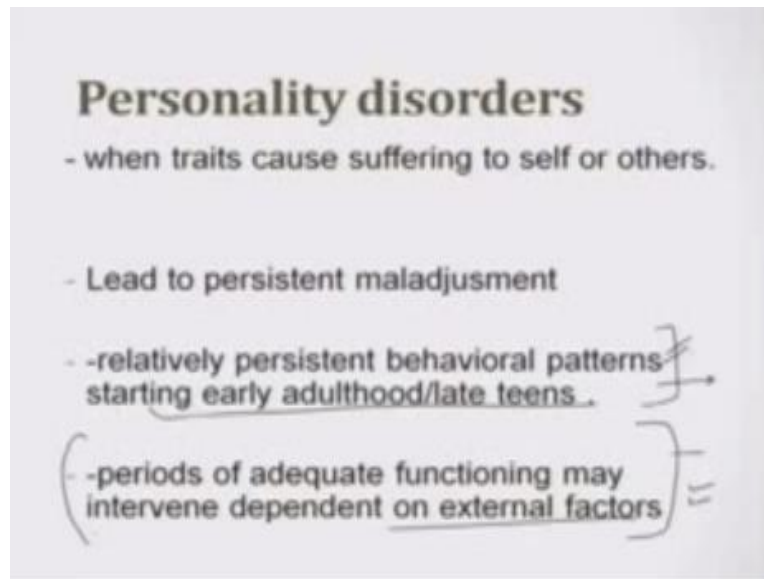 Personality disorders
- when traits cause suffering to self or others.
- Lead to persistent maladjusment
- -relatively persistent behavioral patterns
starting early adulthood/late teens .
- -periods of adequate functioning may
intervene dependent on external factors